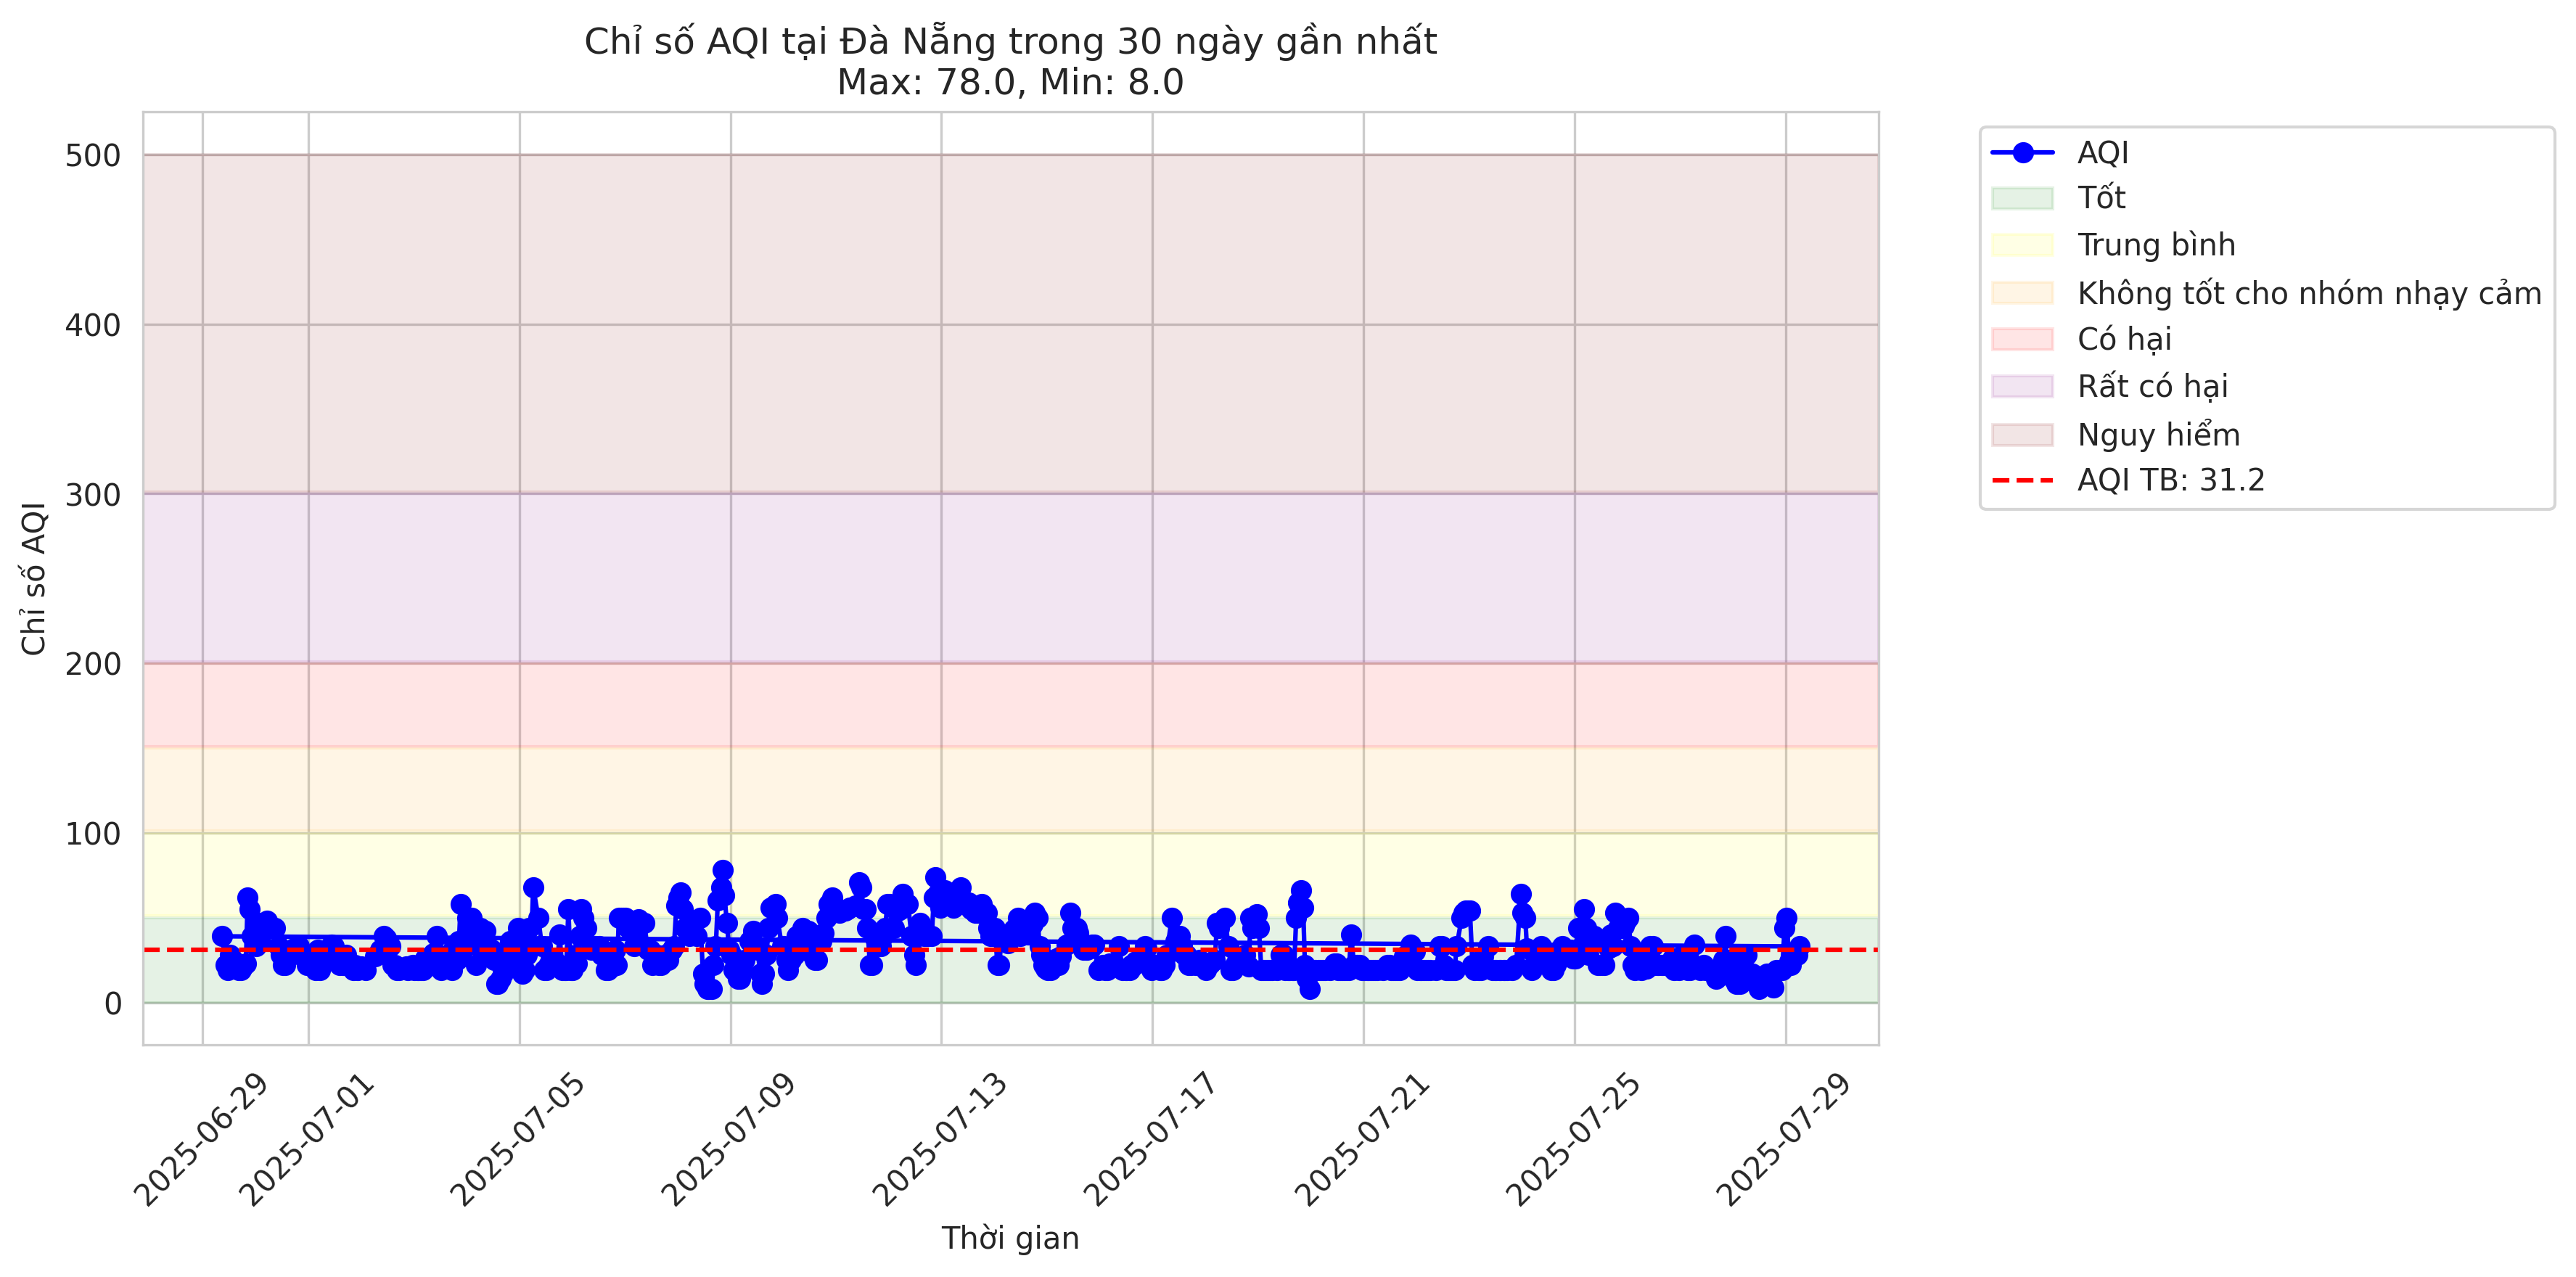 Chỉ số AQI tại Đà Nẵng trong 30 ngày gần nhất
Max: 78.0, Min: 8.0
Chỉ số AQI
500
400
300
200
100
0
2025-06-29
2025-07-01
2025-07-05
2025-07-09
2025-07-13
2025-07-17
2025-07-21
2025-07-25
2025-07-29
Thời gian
AQI
Tốt
Trung bình
Không tốt cho nhóm nhạy cảm
Có hại
Rất có hại
Nguy hiểm
AQI TB: 31.2